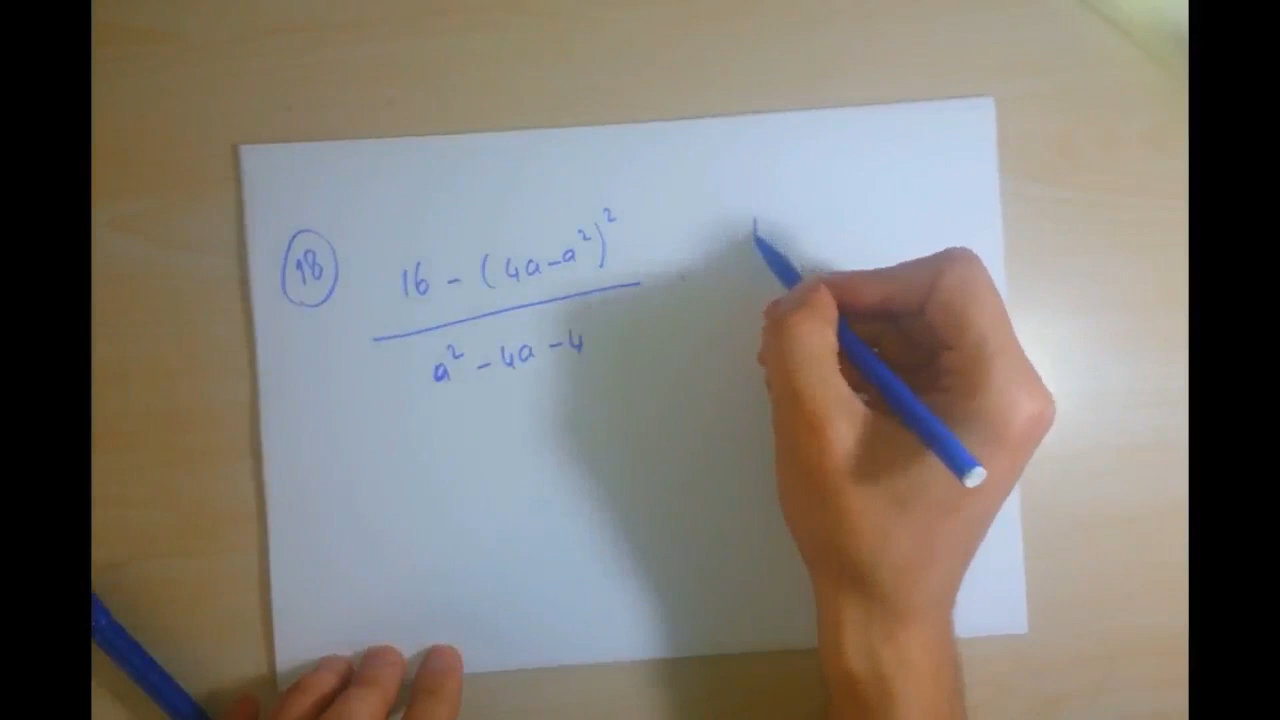 18
16 - (4a-a²)²
a² - 4a - 4